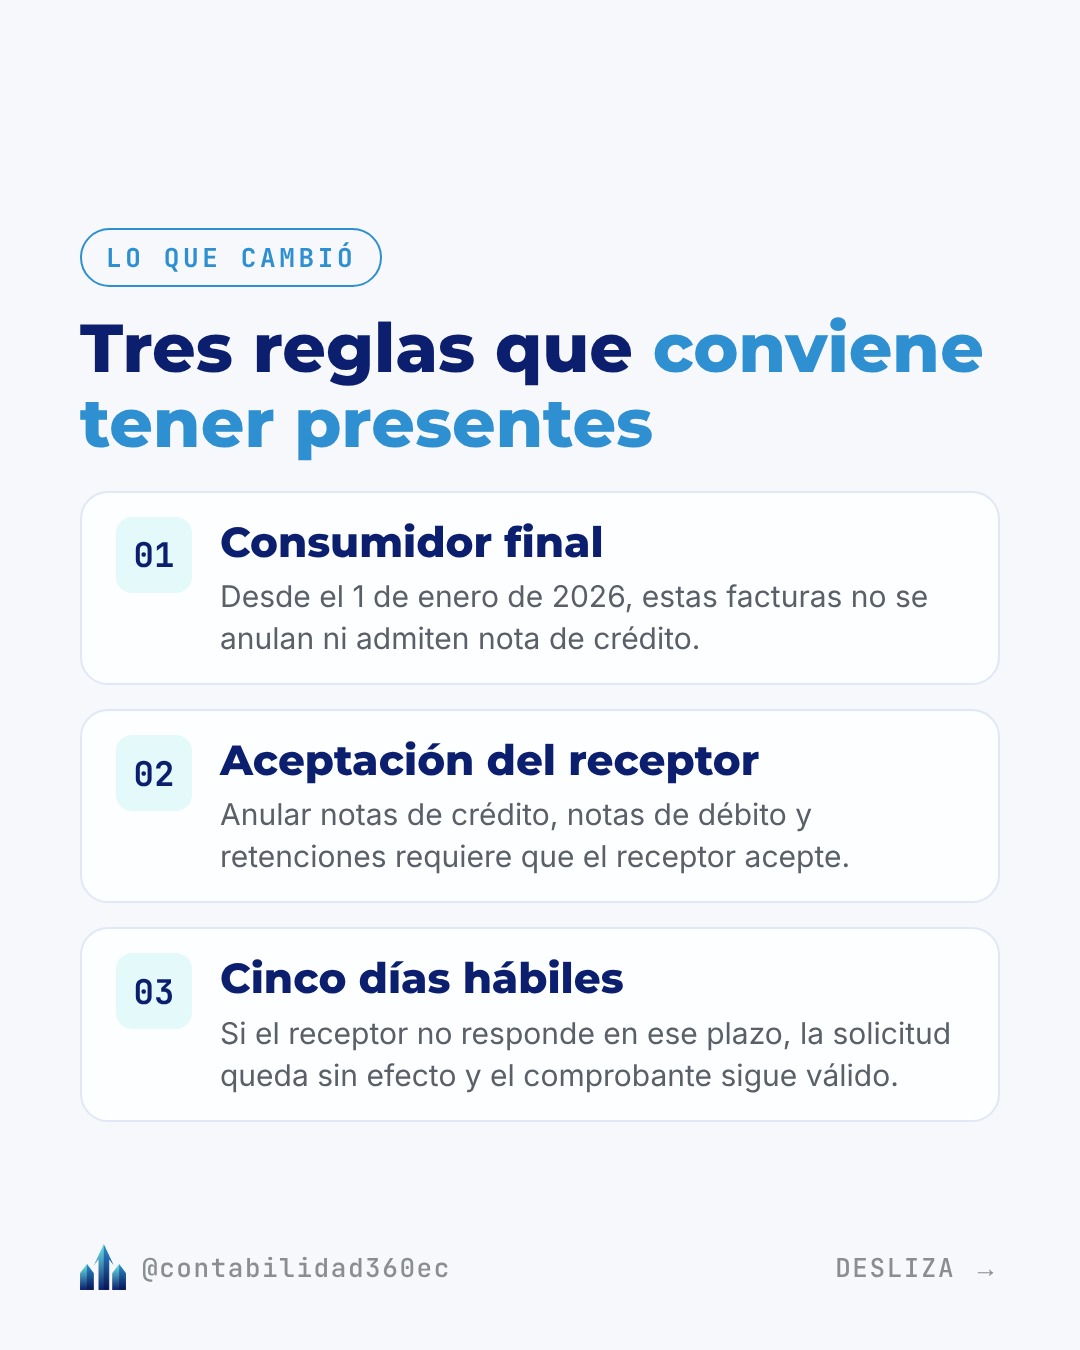 LO QUE CAMBIÓ
Tres reglas que conviene
tener presentes
01
Consumidor final
Desde el 1 de enero de 2026, estas facturas no se
anulan ni admiten nota de crédito.
02
Aceptación del receptor
Anular notas de crédito, notas de débito y
retenciones requiere que el receptor acepte.
03
Cinco días hábiles
Si el receptor no responde en ese plazo, la solicitud
queda sin efecto y el comprobante sigue válido.
@contabilidad360ec
DESLIZA →